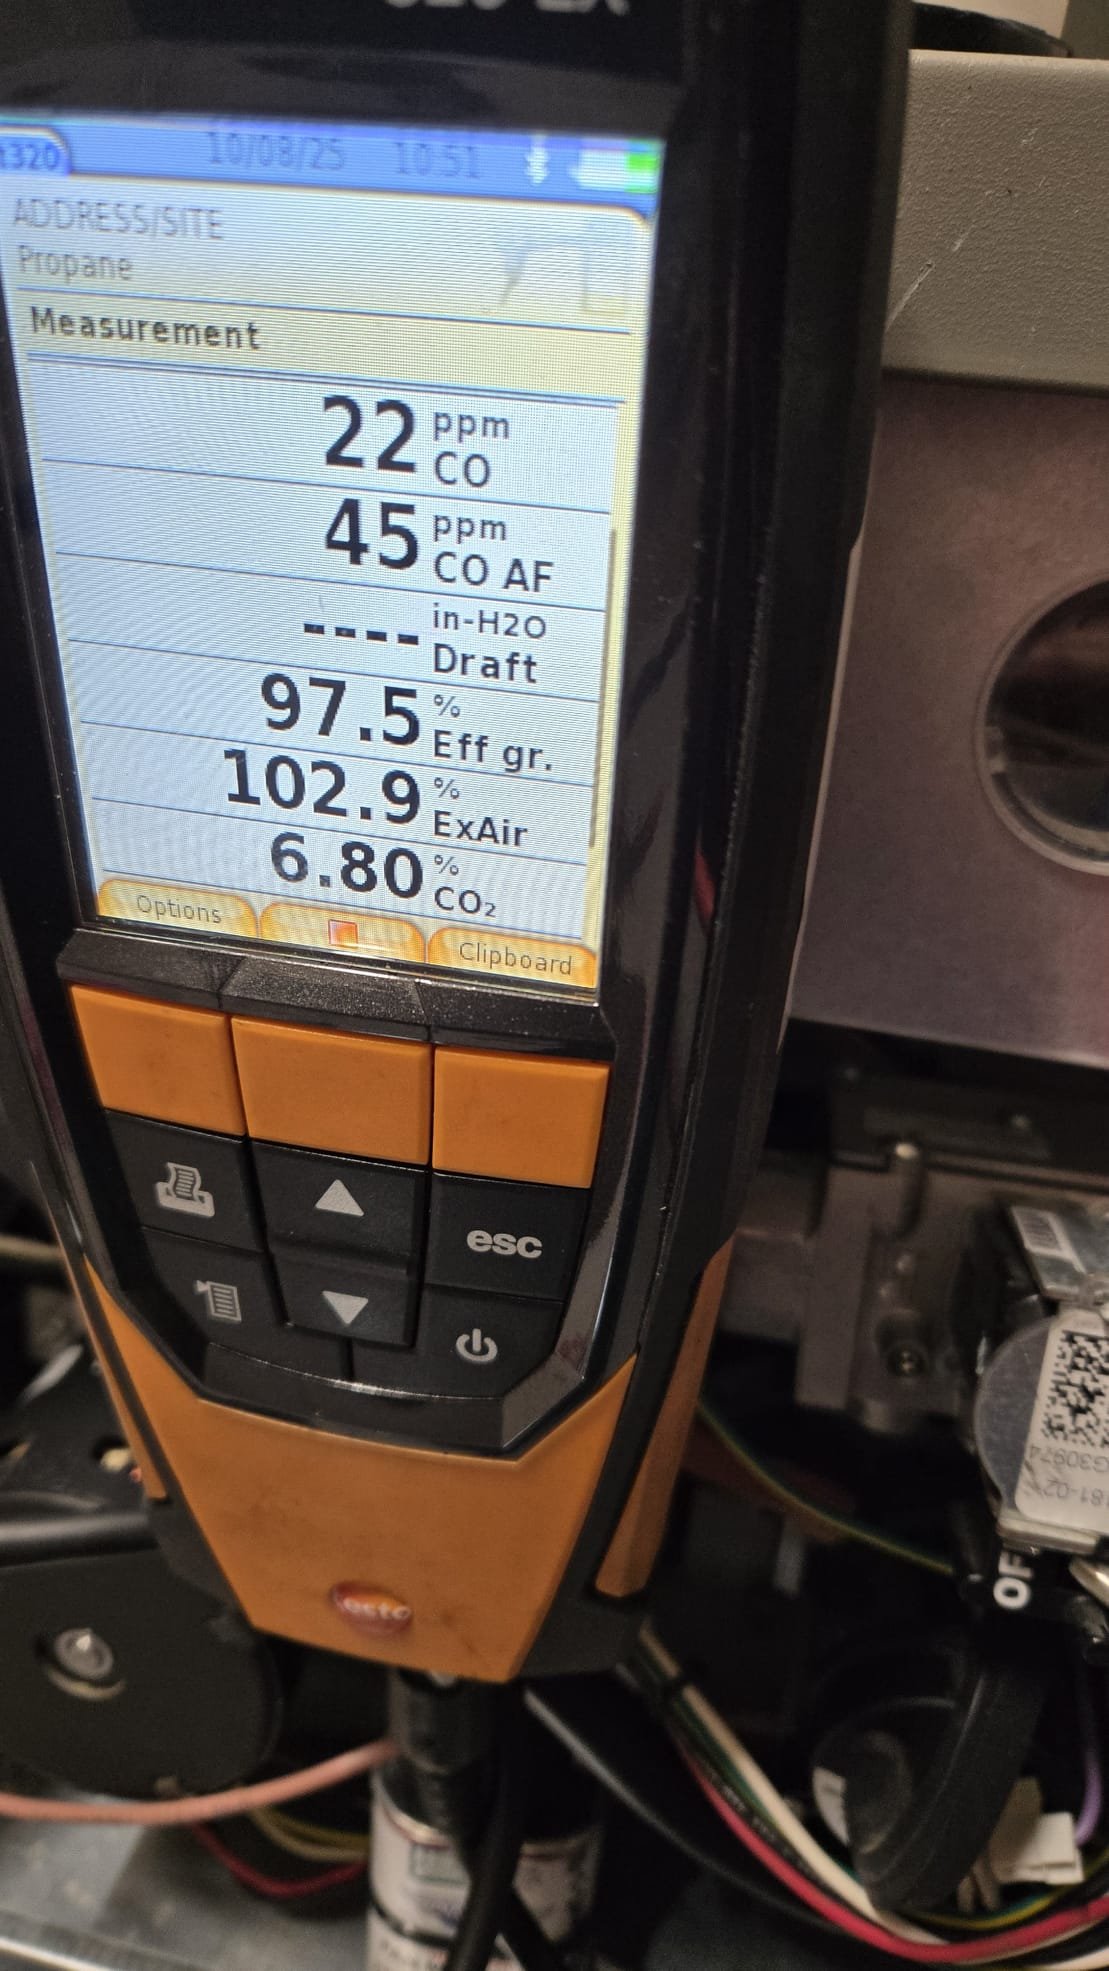 t320 10/08/25 10:51
ADDRESS/SITE
Propane
Measurement
22 ppm CO
45 ppm CO AF
---- in-H2O Draft
97.5 % Eff gr.
102.9 % ExAir
6.80 % CO₂
Options Clipboard
esc
testo